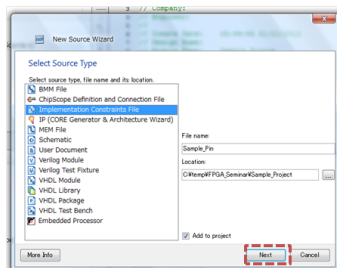 3 // Company:
New Source Wizard
Select Source Type
Select source type, file name and its location.
BMM File
ChipScope Definition and Connection File
Implementation Constraints File
IP (CORE Generator & Architecture Wizard)
MEM File
Schematic
User Document
Verilog Module
Verilog Test Fixture
VHDL Module
VHDL Library
VHDL Package
VHDL Test Bench
Embedded Processor
File name:
Sample_Pin
Location:
C:¥temp¥FPGA_Seminar¥Sample_Project
...
Add to project
More Info
Next
Cancel